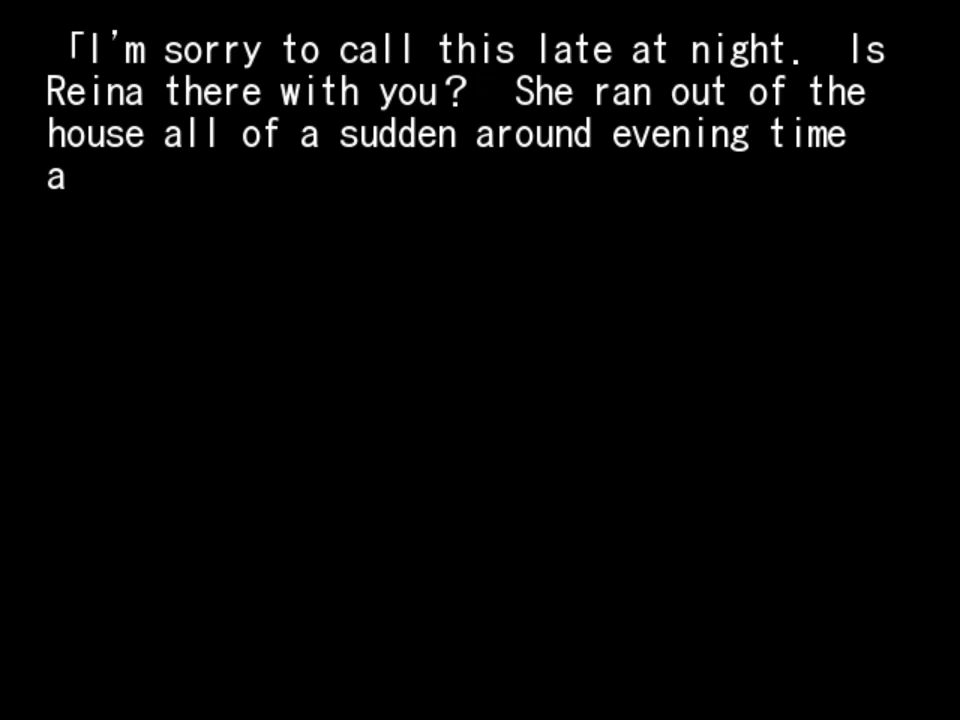 「I'm sorry to call this late at night.  Is
Reina there with you?  She ran out of the
house all of a sudden around evening time
a